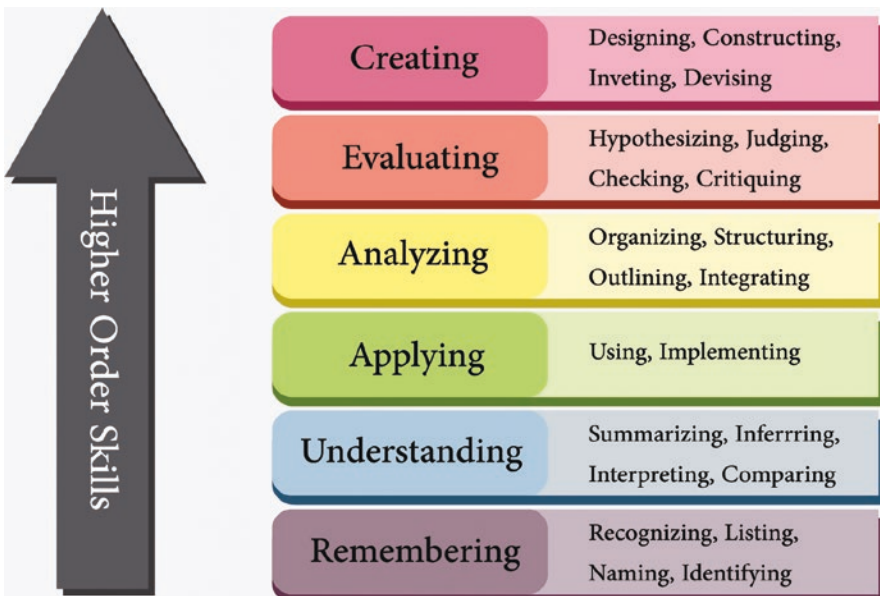 Higher Order Skills
Creating
Designing, Constructing,
Inveting, Devising
Evaluating
Hypothesizing, Judging,
Checking, Critiquing
Analyzing
Organizing, Structuring,
Outlining, Integrating
Applying
Using, Implementing
Understanding
Summarizing, Inferrring,
Interpreting, Comparing
Remembering
Recognizing, Listing,
Naming, Identifying